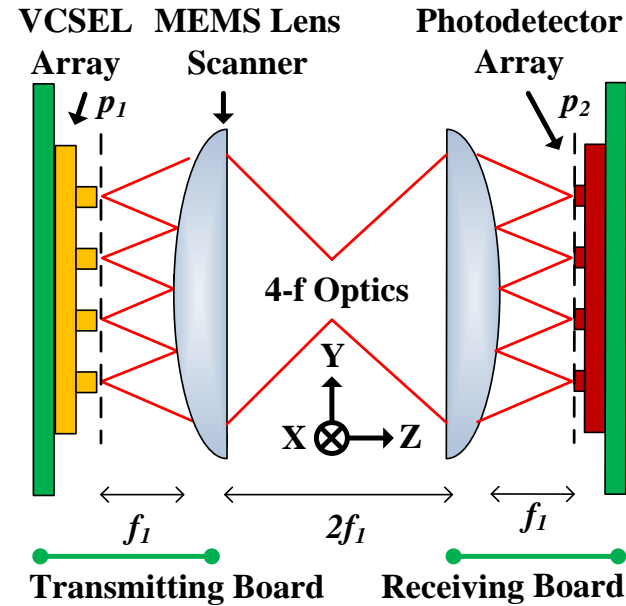 VCSEL Array
MEMS Lens Scanner
Photodetector Array
p₁
p₂
4-f Optics
Y
X
Z
f₁
2f₁
f₁
Transmitting Board
Receiving Board